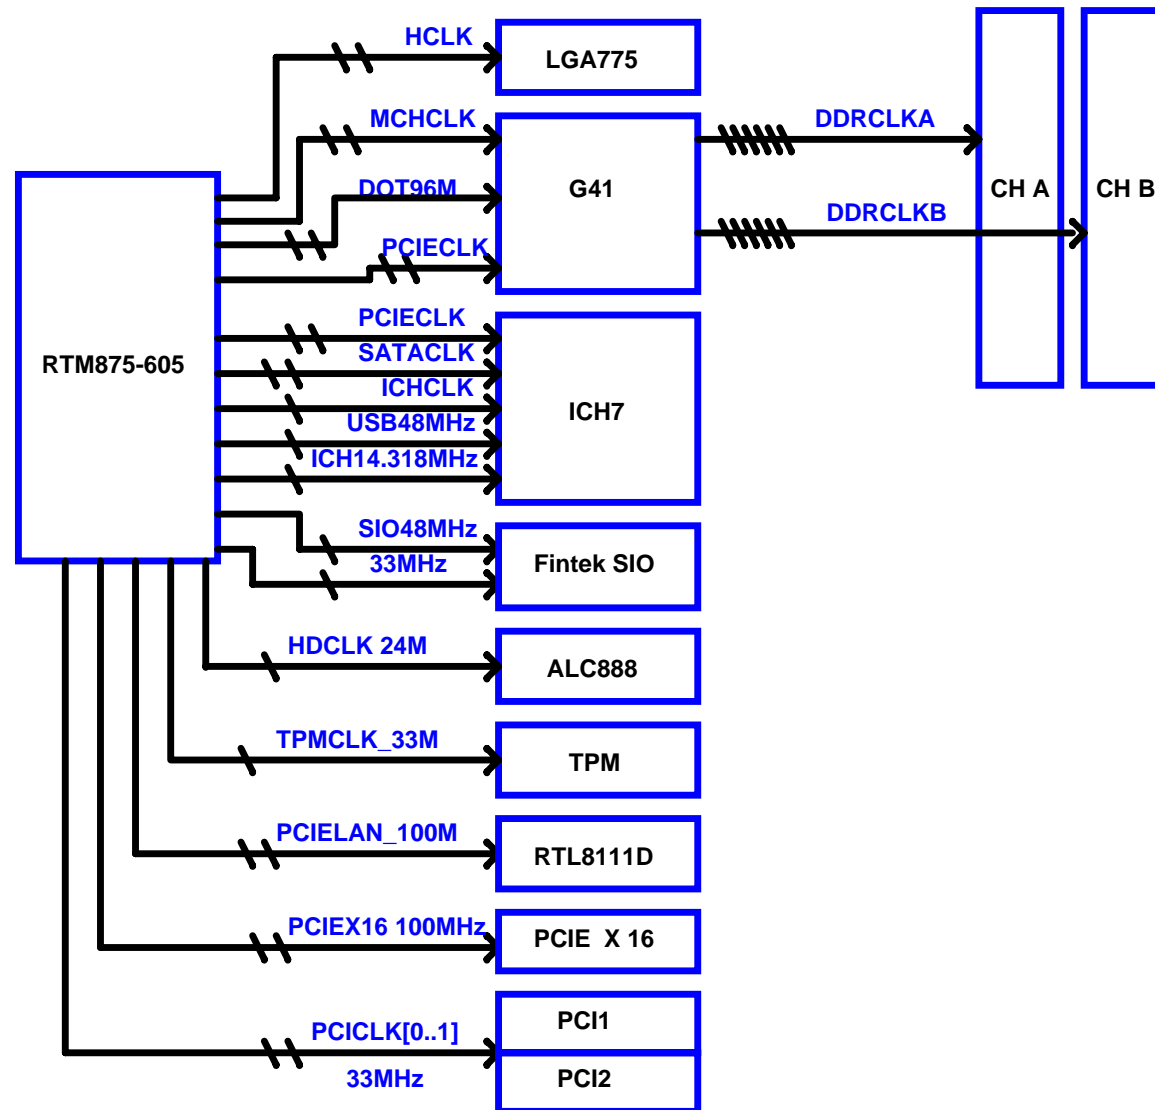 HCLK
LGA775
MCHCLK
DDRCLKA
DOT96M
G41
CH A
CH B
DDRCLKB
PCIECLK
PCIECLK
RTM875-605
SATACLK
ICHCLK
ICH7
USB48MHz
ICH14.318MHz
SIO48MHz
33MHz
Fintek SIO
HDCLK 24M
ALC888
TPMCLK_33M
TPM
PCIELAN_100M
RTL8111D
PCIEX16 100MHz
PCIE X 16
PCICLK[0..1]
PCI1
33MHz
PCI2